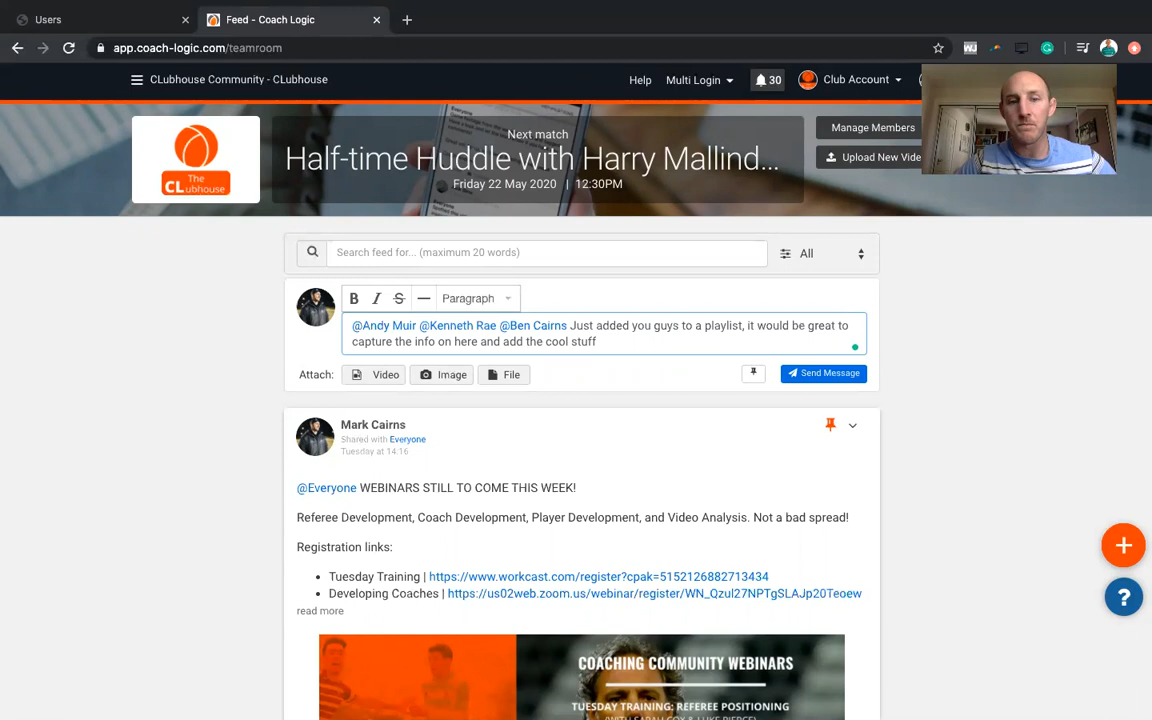 Users
Feed - Coach Logic
app.coach-logic.com/teamroom
WJ
CLubhouse Community - CLubhouse
Help
Multi Login
30
Club Account
The
CLubhouse
Next match
Half-time Huddle with Harry Mallind...
Friday 22 May 2020 | 12:30PM
Manage Members
Upload New Vide
Search feed for... (maximum 20 words)
All
B I S — Paragraph
@Andy Muir @Kenneth Rae @Ben Cairns Just added you guys to a playlist, it would be great to
capture the info on here and add the cool stuff
Attach:
Video
Image
File
Send Message
Mark Cairns
Shared with Everyone
Tuesday at 14:16
@Everyone WEBINARS STILL TO COME THIS WEEK!
Referee Development, Coach Development, Player Development, and Video Analysis. Not a bad spread!
Registration links:
• Tuesday Training | https://www.workcast.com/register?cpak=5152126882713434
• Developing Coaches | https://us02web.zoom.us/webinar/register/WN_Qzul27NPTgSLAJp20Teoew
read more
COACHING COMMUNITY WEBINARS
TUESDAY TRAINING: REFEREE POSITIONING
(WITH SARAH COX & LUKE PIERCE)
+
?